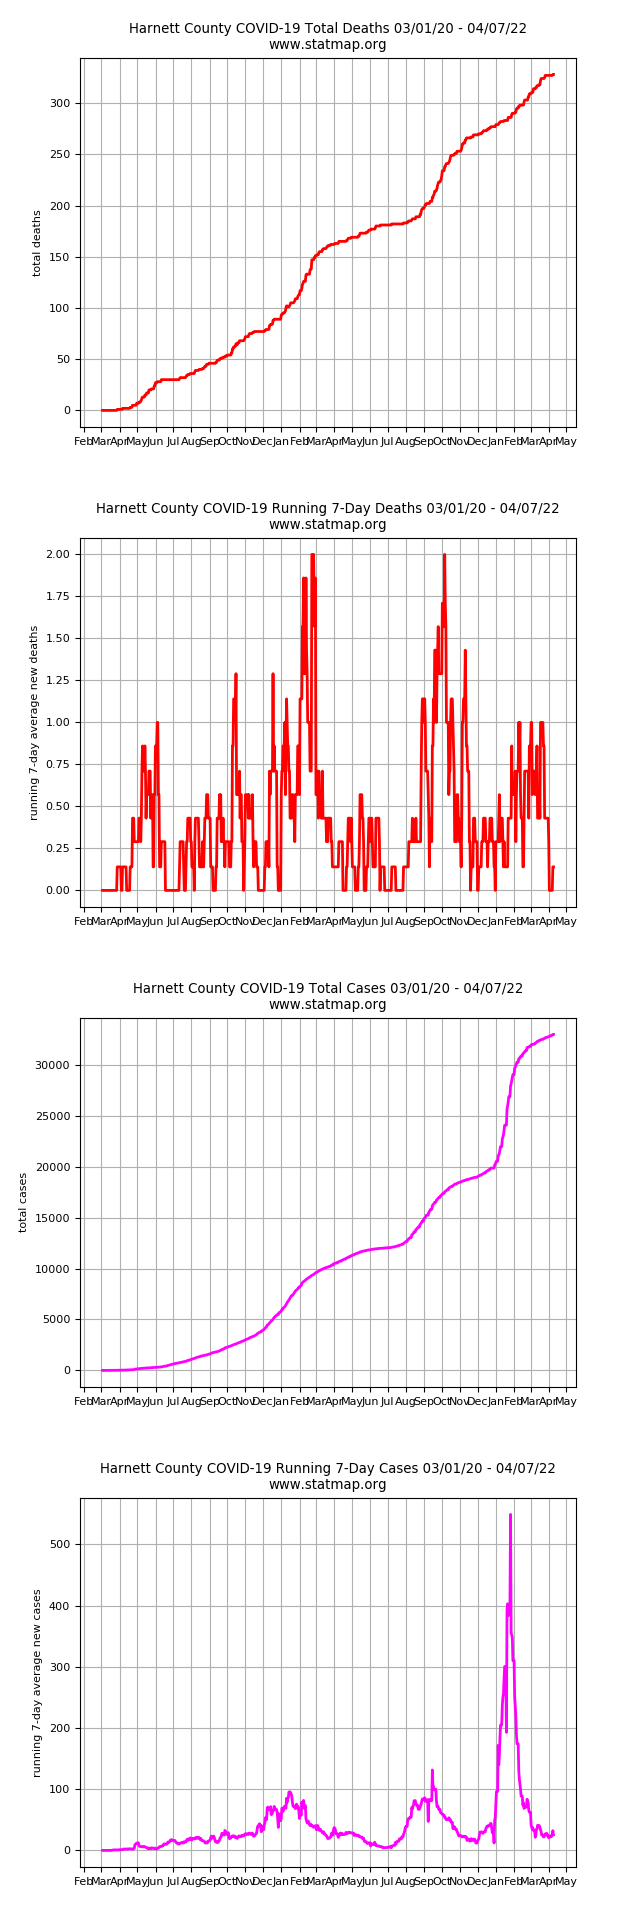 Harnett County COVID-19 Total Deaths 03/01/20 - 04/07/22
www.statmap.org
300
250
200
150
100
50
0
total deaths
Feb Mar Apr May Jun Jul Aug Sep Oct Nov Dec Jan Feb Mar Apr May Jun Jul Aug Sep Oct Nov Dec Jan Feb Mar Apr May
Harnett County COVID-19 Running 7-Day Deaths 03/01/20 - 04/07/22
www.statmap.org
2.00
1.75
1.50
1.25
1.00
0.75
0.50
0.25
0.00
running 7-day average new deaths
Feb Mar Apr May Jun Jul Aug Sep Oct Nov Dec Jan Feb Mar Apr May Jun Jul Aug Sep Oct Nov Dec Jan Feb Mar Apr May
Harnett County COVID-19 Total Cases 03/01/20 - 04/07/22
www.statmap.org
30000
25000
20000
15000
10000
5000
0
total cases
Feb Mar Apr May Jun Jul Aug Sep Oct Nov Dec Jan Feb Mar Apr May Jun Jul Aug Sep Oct Nov Dec Jan Feb Mar Apr May
Harnett County COVID-19 Running 7-Day Cases 03/01/20 - 04/07/22
www.statmap.org
500
400
300
200
100
0
running 7-day average new cases
Feb Mar Apr May Jun Jul Aug Sep Oct Nov Dec Jan Feb Mar Apr May Jun Jul Aug Sep Oct Nov Dec Jan Feb Mar Apr May